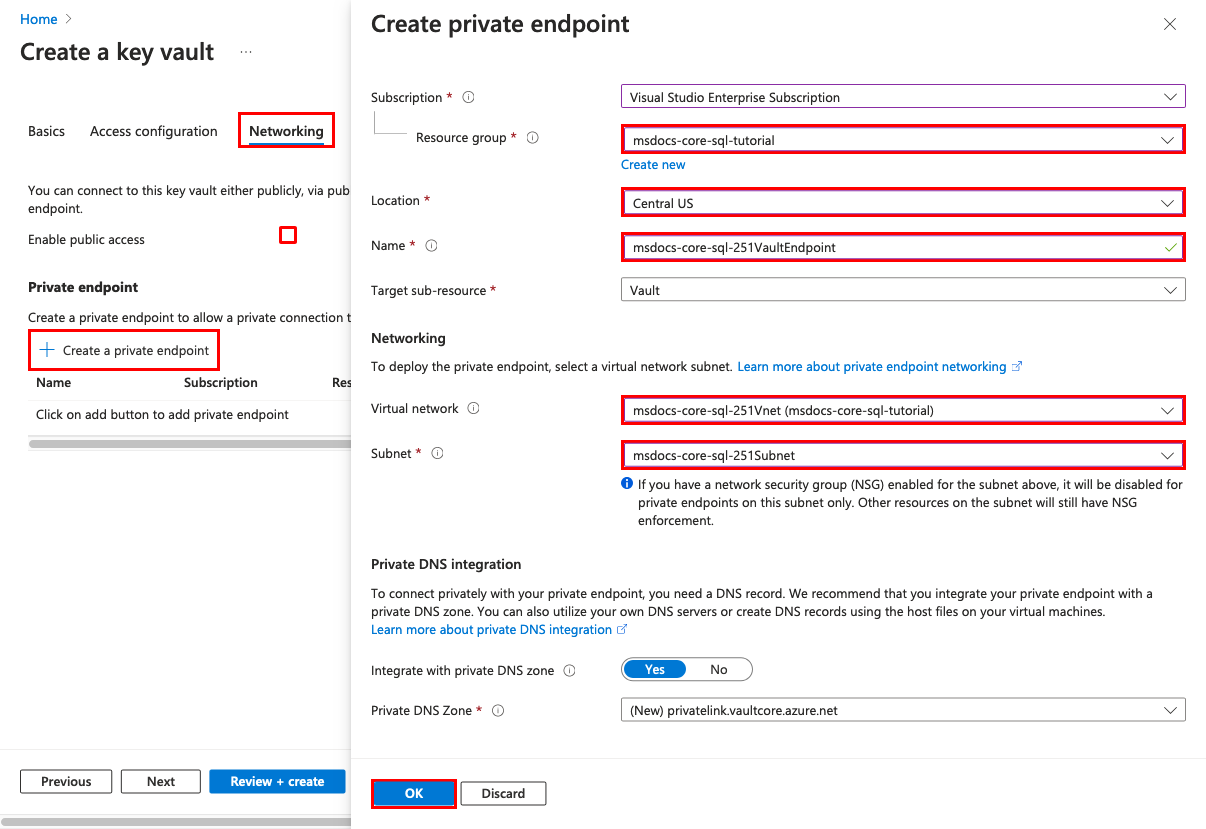 Home
Create a key vault ...
Basics Access configuration Networking
You can connect to this key vault either publicly, via pub
endpoint.
Enable public access
Private endpoint
Create a private endpoint to allow a private connection t
Create a private endpoint
Name Subscription Res
Click on add button to add private endpoint
Previous Next Review + create
Create private endpoint
Subscription * Visual Studio Enterprise Subscription
Resource group * msdocs-core-sql-tutorial
Create new
Location * Central US
Name * msdocs-core-sql-251VaultEndpoint
Target sub-resource * Vault
Networking
To deploy the private endpoint, select a virtual network subnet. Learn more about private endpoint networking
Virtual network msdocs-core-sql-251Vnet (msdocs-core-sql-tutorial)
Subnet * msdocs-core-sql-251Subnet
If you have a network security group (NSG) enabled for the subnet above, it will be disabled for
private endpoints on this subnet only. Other resources on the subnet will still have NSG
enforcement.
Private DNS integration
To connect privately with your private endpoint, you need a DNS record. We recommend that you integrate your private endpoint with a
private DNS zone. You can also utilize your own DNS servers or create DNS records using the host files on your virtual machines.
Learn more about private DNS integration
Integrate with private DNS zone Yes No
Private DNS Zone * (New) privatelink.vaultcore.azure.net
OK Discard